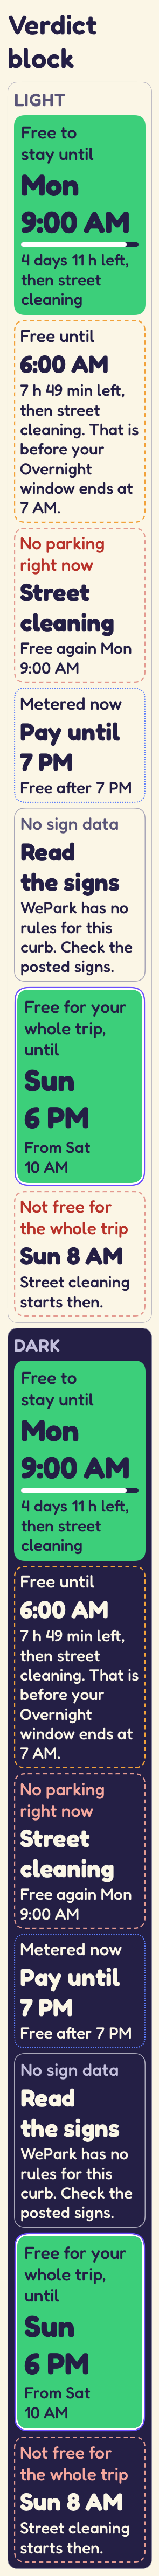 Verdict
block
LIGHT
Free to
stay until
Mon
9:00 AM
4 days 11 h left,
then street
cleaning
Free until
6:00 AM
7 h 49 min left,
then street
cleaning. That is
before your
Overnight
window ends at
7 AM.
No parking
right now
Street
cleaning
Free again Mon
9:00 AM
Metered now
Pay until
7 PM
Free after 7 PM
No sign data
Read
the signs
WePark has no
rules for this
curb. Check the
posted signs.
Free for your
whole trip,
until
Sun
6 PM
From Sat
10 AM
Not free for
the whole trip
Sun 8 AM
Street cleaning
starts then.
DARK
Free to
stay until
Mon
9:00 AM
4 days 11 h left,
then street
cleaning
Free until
6:00 AM
7 h 49 min left,
then street
cleaning. That is
before your
Overnight
window ends at
7 AM.
No parking
right now
Street
cleaning
Free again Mon
9:00 AM
Metered now
Pay until
7 PM
Free after 7 PM
No sign data
Read
the signs
WePark has no
rules for this
curb. Check the
posted signs.
Free for your
whole trip,
until
Sun
6 PM
From Sat
10 AM
Not free for
the whole trip
Sun 8 AM
Street cleaning
starts then.